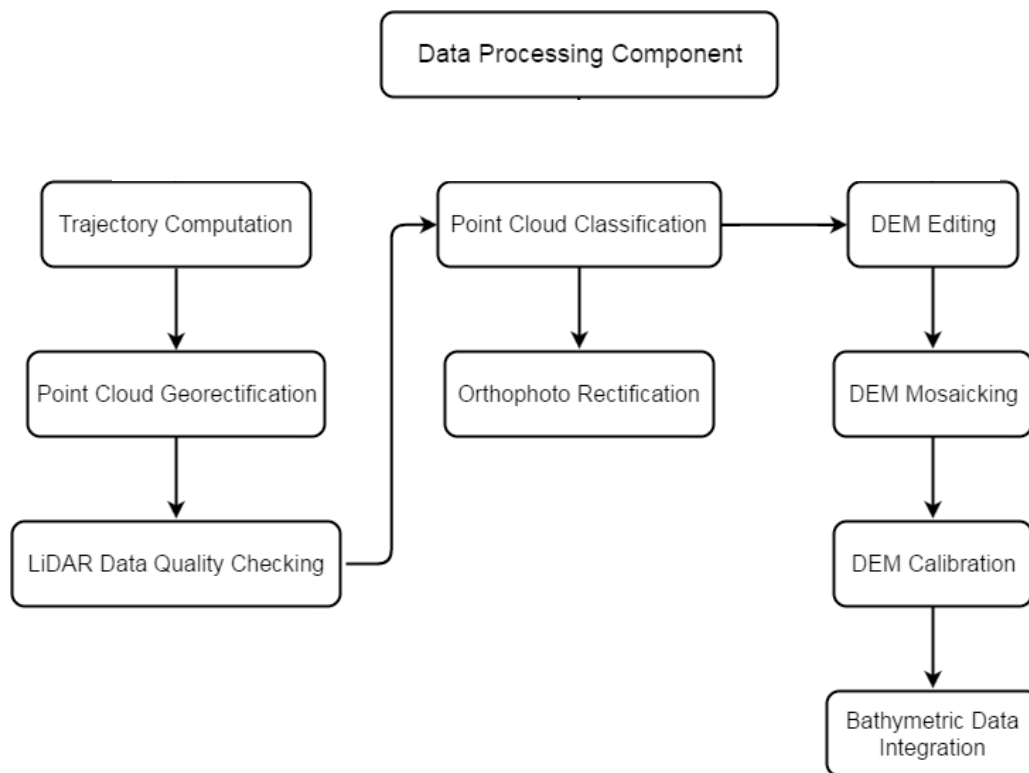 Data Processing Component
Trajectory Computation
Point Cloud Georectification
LiDAR Data Quality Checking
Point Cloud Classification
Orthophoto Rectification
DEM Editing
DEM Mosaicking
DEM Calibration
Bathymetric Data
Integration